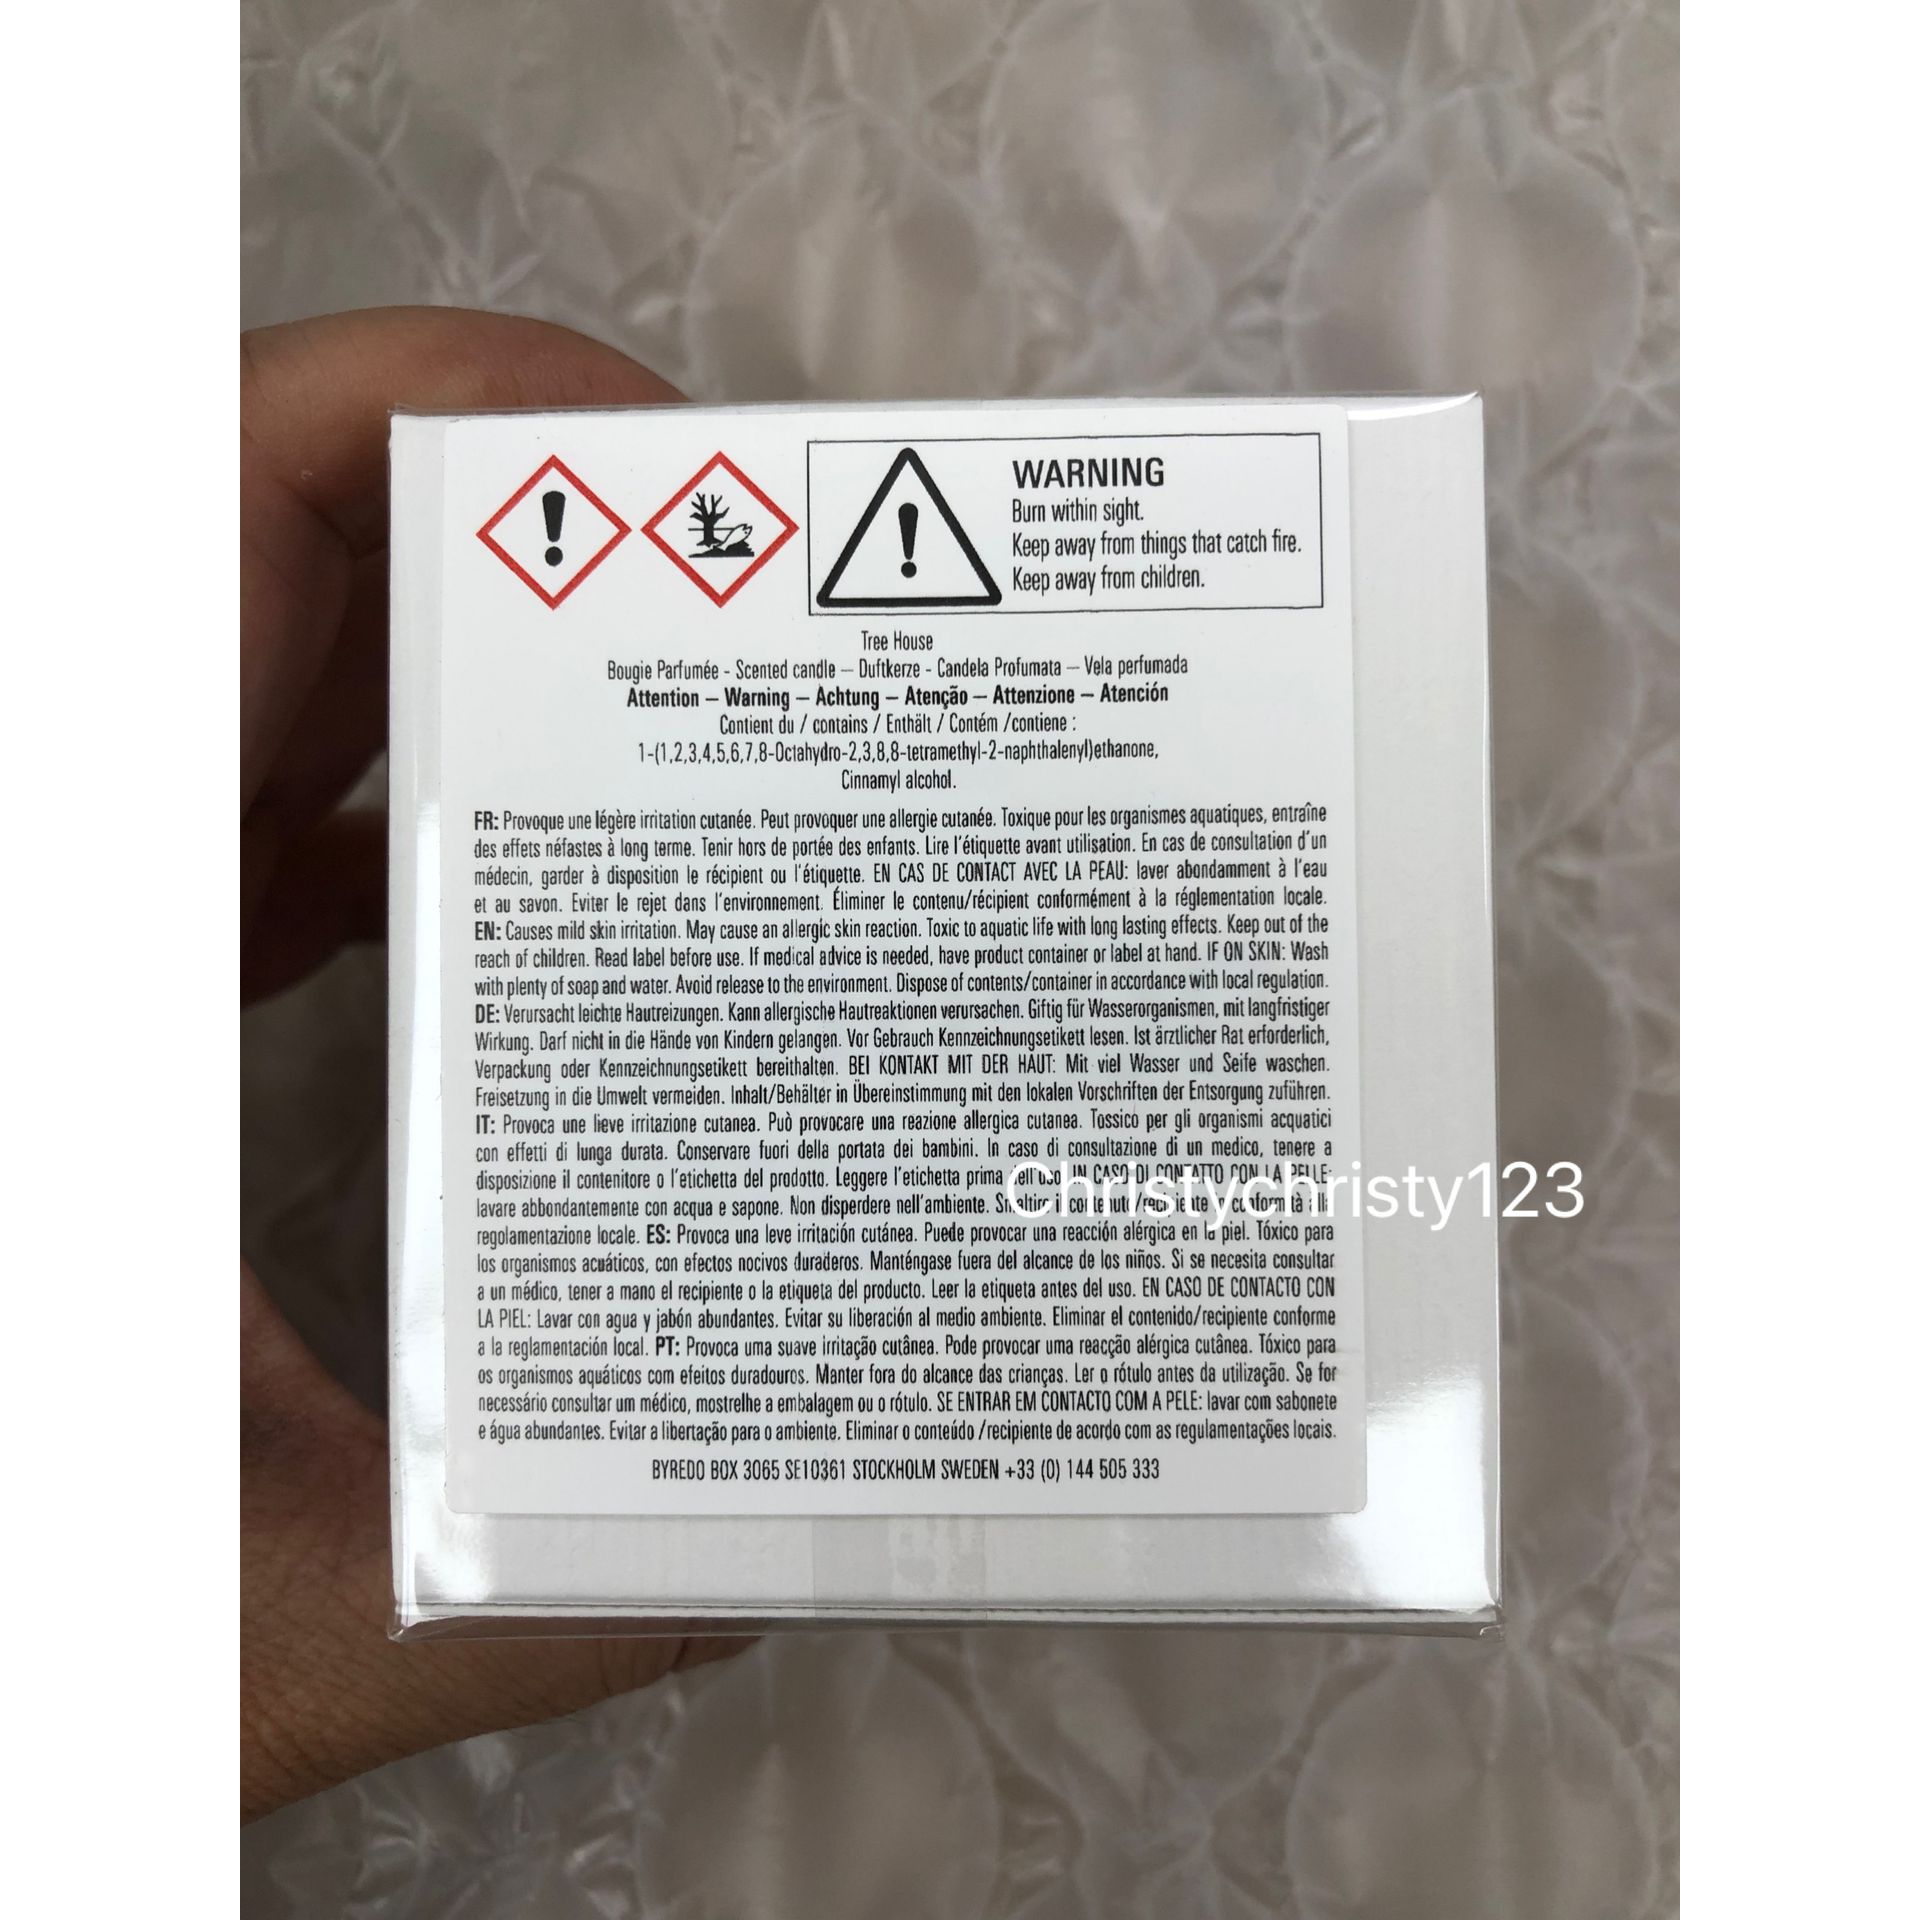 WARNING
Burn within sight.
Keep away from things that catch fire.
Keep away from children.
Tree House
Bougie Parfumée - Scented candle — Duftkerze - Candela Profumata — Vela perfumada
Attention — Warning — Achtung — Atenção — Attenzione — Atención
Contient du / contains / Enthält / Contém /contiene :
1-(1,2,3,4,5,6,7,8-Octahydro-2,3,8,8-tetramethyl-2-naphthalenyl)ethanone,
Cinnamyl alcohol.
FR: Provoque une légère irritation cutanée. Peut provoquer une allergie cutanée. Toxique pour les organismes aquatiques, entraîne
des effets néfastes à long terme. Tenir hors de portée des enfants. Lire l'étiquette avant utilisation. En cas de consultation d'un
médecin, garder à disposition le récipient ou l'étiquette. EN CAS DE CONTACT AVEC LA PEAU: laver abondamment à l'eau
et au savon. Eviter le rejet dans l'environnement. Éliminer le contenu/récipient conformément à la réglementation locale.
EN: Causes mild skin irritation. May cause an allergic skin reaction. Toxic to aquatic life with long lasting effects. Keep out of the
reach of children. Read label before use. If medical advice is needed, have product container or label at hand. IF ON SKIN: Wash
with plenty of soap and water. Avoid release to the environment. Dispose of contents/container in accordance with local regulation.
DE: Verursacht leichte Hautreizungen. Kann allergische Hautreaktionen verursachen. Giftig für Wasserorganismen, mit langfristiger
Wirkung. Darf nicht in die Hände von Kindern gelangen. Vor Gebrauch Kennzeichnungsetikett lesen. Ist ärztlicher Rat erforderlich,
Verpackung oder Kennzeichnungsetikett bereithalten. BEI KONTAKT MIT DER HAUT: Mit viel Wasser und Seife waschen.
Freisetzung in die Umwelt vermeiden. Inhalt/Behälter in Übereinstimmung mit den lokalen Vorschriften der Entsorgung zuführen.
IT: Provoca une lieve irritazione cutanea. Può provocare una reazione allergica cutanea. Tossico per gli organismi acquatici
con effetti di lunga durata. Conservare fuori della portata dei bambini. In caso di consultazione di un medico, tenere a
disposizione il contenitore o l'etichetta del prodotto. Leggere l'etichetta prima dell'uso. IN CASO DI CONTATTO CON LA PELLE:
lavare abbondantemente con acqua e sapone. Non disperdere nell'ambiente. Smaltire il contenuto/recipiente in conformità alla
Christychristy123
regolamentazione locale. ES: Provoca una leve irritación cutánea. Puede provocar una reacción alérgica en la piel. Tóxico para
los organismos acuáticos, con efectos nocivos duraderos. Manténgase fuera del alcance de los niños. Si se necesita consultar
a un médico, tener a mano el recipiente o la etiqueta del producto. Leer la etiqueta antes del uso. EN CASO DE CONTACTO CON
LA PIEL: Lavar con agua y jabón abundantes. Evitar su liberación al medio ambiente. Eliminar el contenido/recipiente conforme
a la reglamentación local. PT: Provoca uma suave irritação cutânea. Pode provocar uma reacção alérgica cutânea. Tóxico para
os organismos aquáticos com efeitos duradouros. Manter fora do alcance das crianças. Ler o rótulo antes da utilização. Se for
necessário consultar um médico, mostrelhe a embalagem ou o rótulo. SE ENTRAR EM CONTACTO COM A PELE: lavar com sabonete
e água abundantes. Evitar a libertação para o ambiente. Eliminar o conteúdo /recipiente de acordo com as regulamentações locais.
BYREDO BOX 3065 SE10361 STOCKHOLM SWEDEN +33 (0) 144 505 333